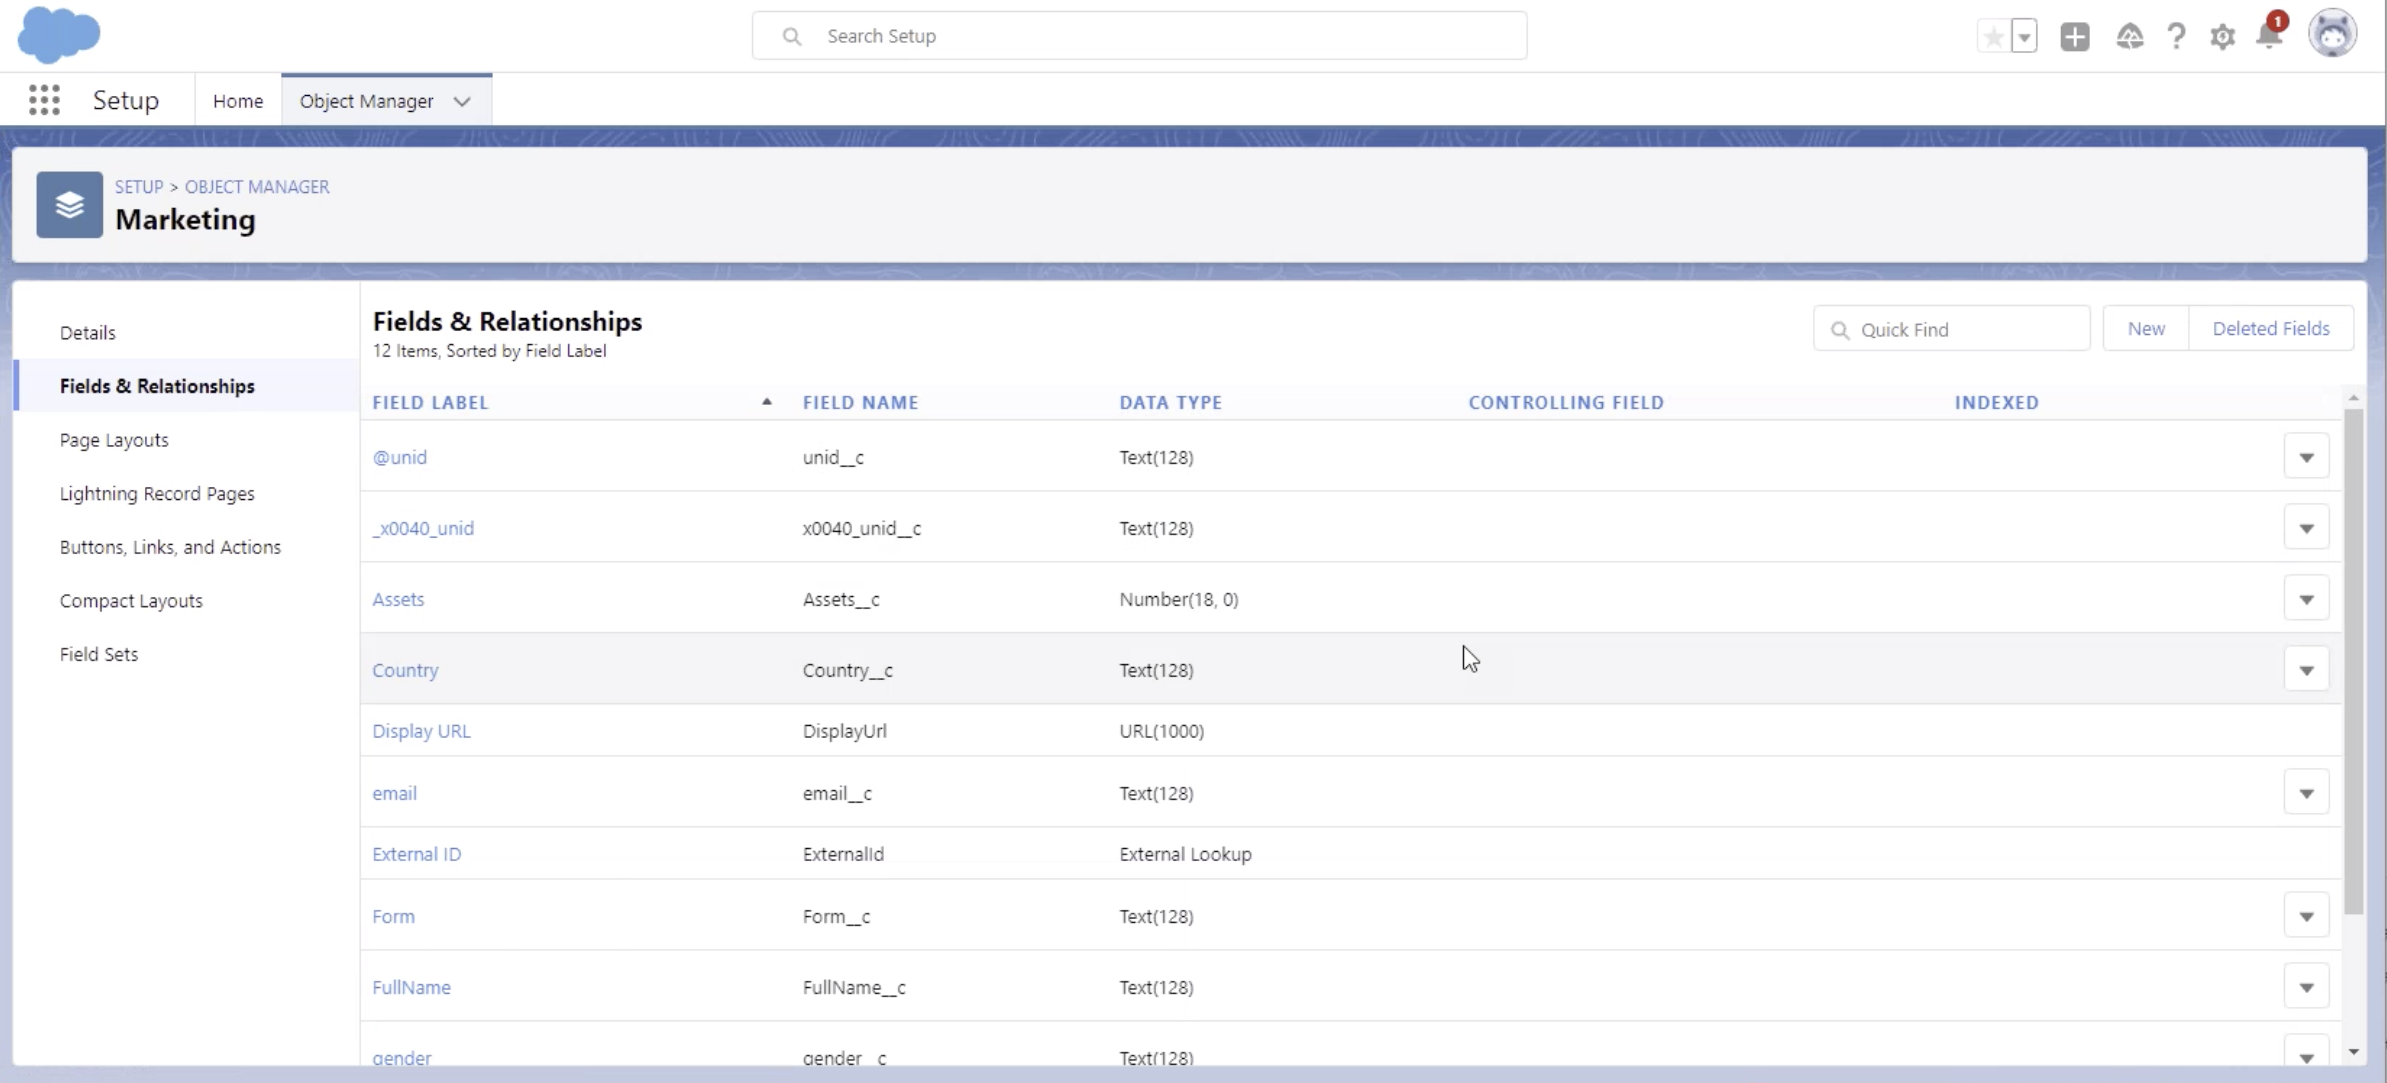 Search Setup
1
Setup
Home
Object Manager
SETUP > OBJECT MANAGER
Marketing
Details
Fields & Relationships
Page Layouts
Lightning Record Pages
Buttons, Links, and Actions
Compact Layouts
Field Sets
Fields & Relationships
12 Items, Sorted by Field Label
Quick Find
New
Deleted Fields
FIELD LABEL FIELD NAME DATA TYPE CONTROLLING FIELD INDEXED
@unid unid__c Text(128)
_x0040_unid x0040_unid__c Text(128)
Assets Assets__c Number(18, 0)
Country Country__c Text(128)
Display URL DisplayUrl URL(1000)
email email__c Text(128)
External ID ExternalId External Lookup
Form Form__c Text(128)
FullName FullName__c Text(128)
gender gender__c Text(128)